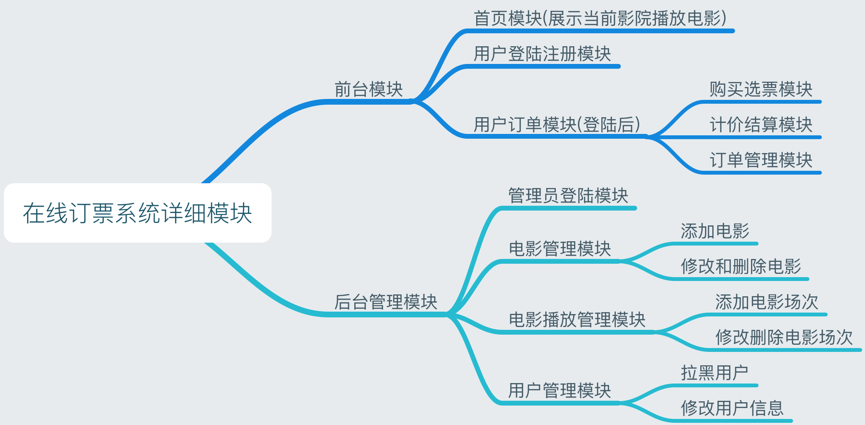 首页模块(展示当前影院播放电影)
用户登陆注册模块
前台模块
购买选票模块
用户订单模块(登陆后)
计价结算模块
订单管理模块
在线订票系统详细模块
管理员登陆模块
电影管理模块
添加电影
修改和删除电影
后台管理模块
电影播放管理模块
添加电影场次
修改删除电影场次
用户管理模块
拉黑用户
修改用户信息